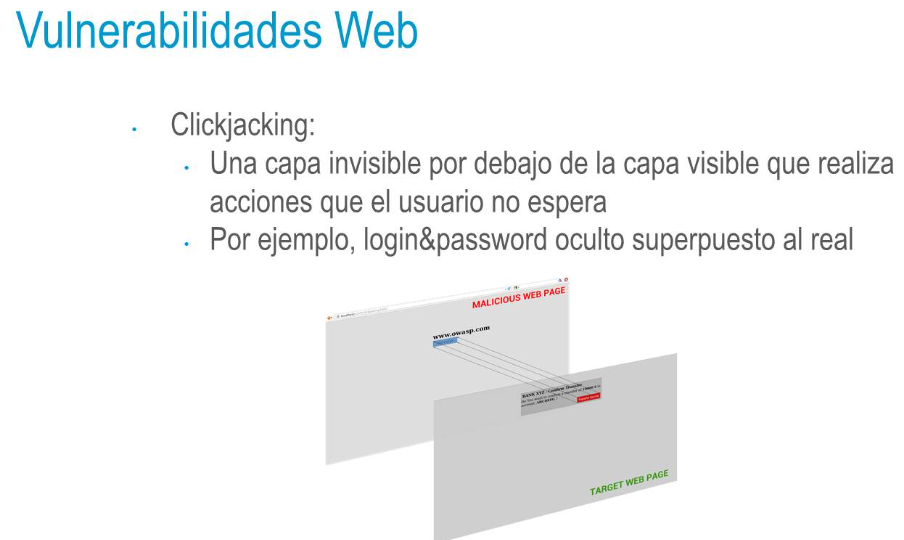 Vulnerabilidades Web
Clickjacking:
Una capa invisible por debajo de la capa visible que realiza
acciones que el usuario no espera
Por ejemplo, login&password oculto superpuesto al real
MALICIOUS WEB PAGE
www.owasp.com
BANK XYZ - Confirm Transfer
TARGET WEB PAGE